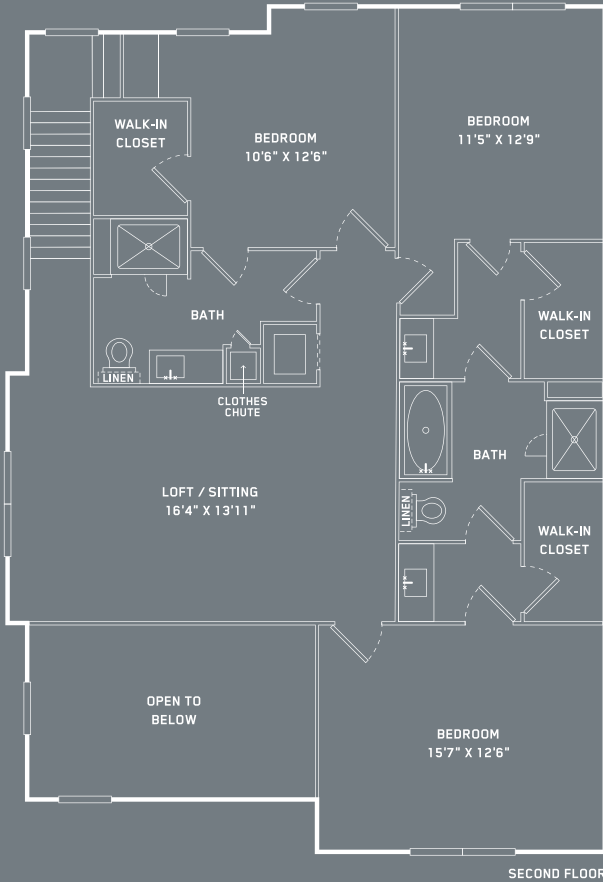 WALK-IN
CLOSET
BEDROOM
10'6" X 12'6"
BEDROOM
11'5" X 12'9"
BATH
LINEN
CLOTHES
CHUTE
WALK-IN
CLOSET
LOFT / SITTING
16'4" X 13'11"
BATH
LINEN
WALK-IN
CLOSET
OPEN TO
BELOW
BEDROOM
15'7" X 12'6"
SECOND FLOOR